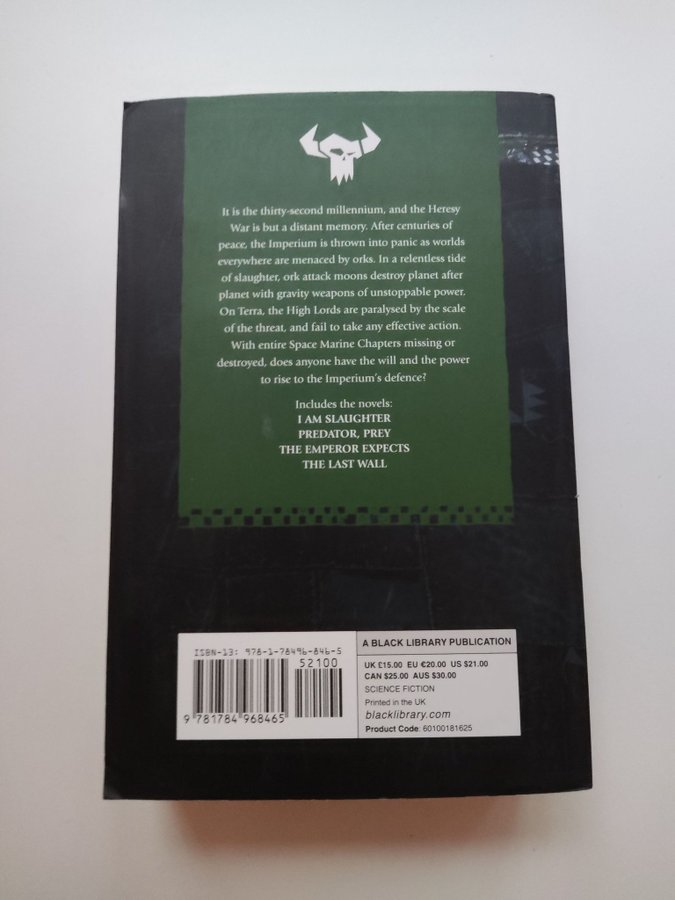 It is the thirty-second millennium, and the Heresy
War is but a distant memory. After centuries of
peace, the Imperium is thrown into panic as worlds
everywhere are menaced by orks. In a relentless tide
of slaughter, ork attack moons destroy planet after
planet with gravity weapons of unstoppable power.
On Terra, the High Lords are paralysed by the scale
of the threat, and fail to take any effective action.
With entire Space Marine Chapters missing or
destroyed, does anyone have the will and the power
to rise to the Imperium's defence?
Includes the novels:
I AM SLAUGHTER
PREDATOR, PREY
THE EMPEROR EXPECTS
THE LAST WALL
ISBN-13: 978-1-78496-846-5
52100
9 781784 968465
A BLACK LIBRARY PUBLICATION
UK £15.00 EU €20.00 US $21.00
CAN $25.00 AUS $30.00
SCIENCE FICTION
Printed in the UK
blacklibrary.com
Product Code: 60100181625